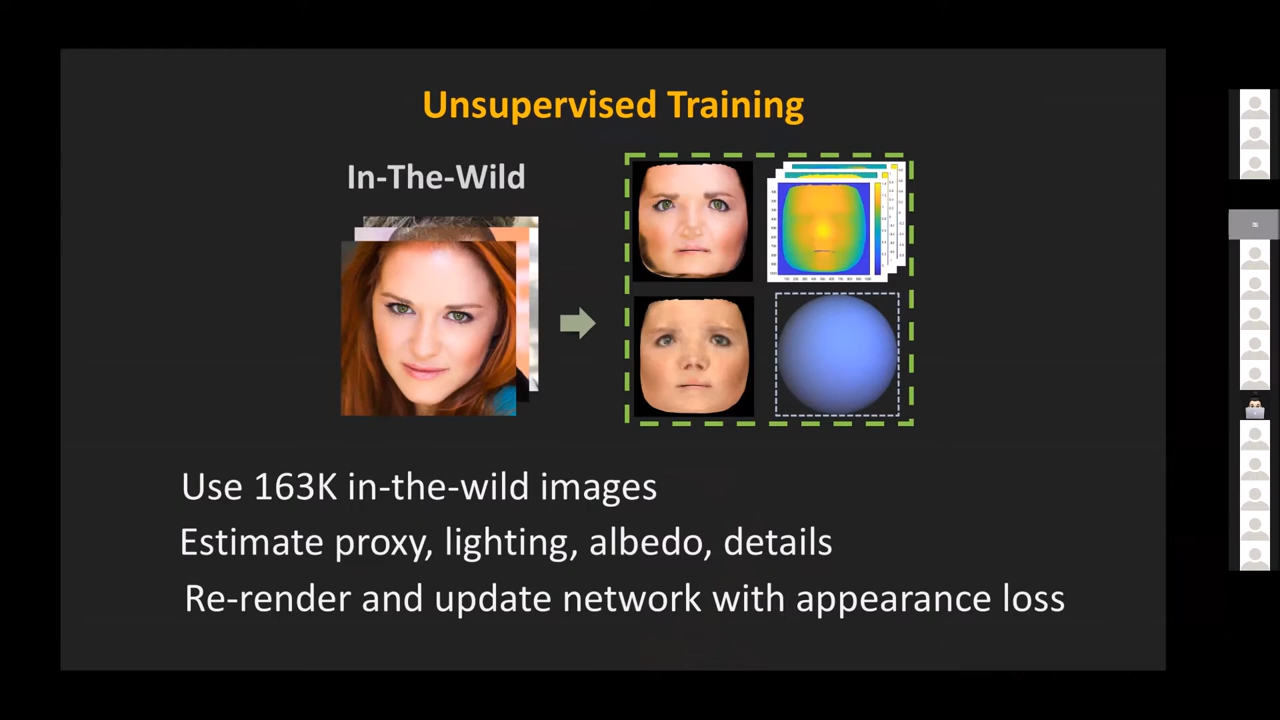 Unsupervised Training
In-The-Wild
Use 163K in-the-wild images
Estimate proxy, lighting, albedo, details
Re-render and update network with appearance loss